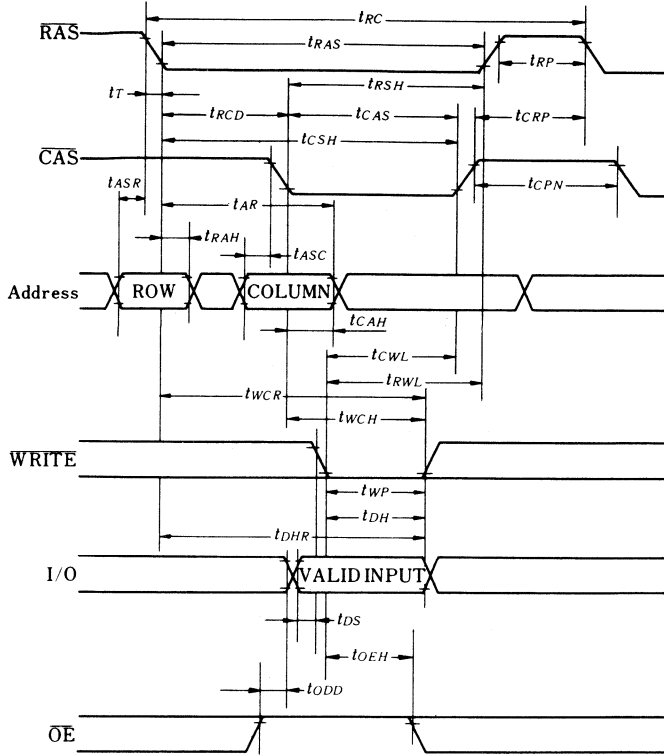 tRC
RAS
tRAS
tRP
tRSH
tT
tRCD
tCAS
tCRP
tCSH
CAS
tASR
tCPN
tAR
tRAH
tASC
Address
ROW
COLUMN
tCAH
tCWL
tRWL
tWCR
tWCH
WRITE
tWP
tDH
tDHR
I/O
VALID INPUT
tDS
tOEH
tODD
OE